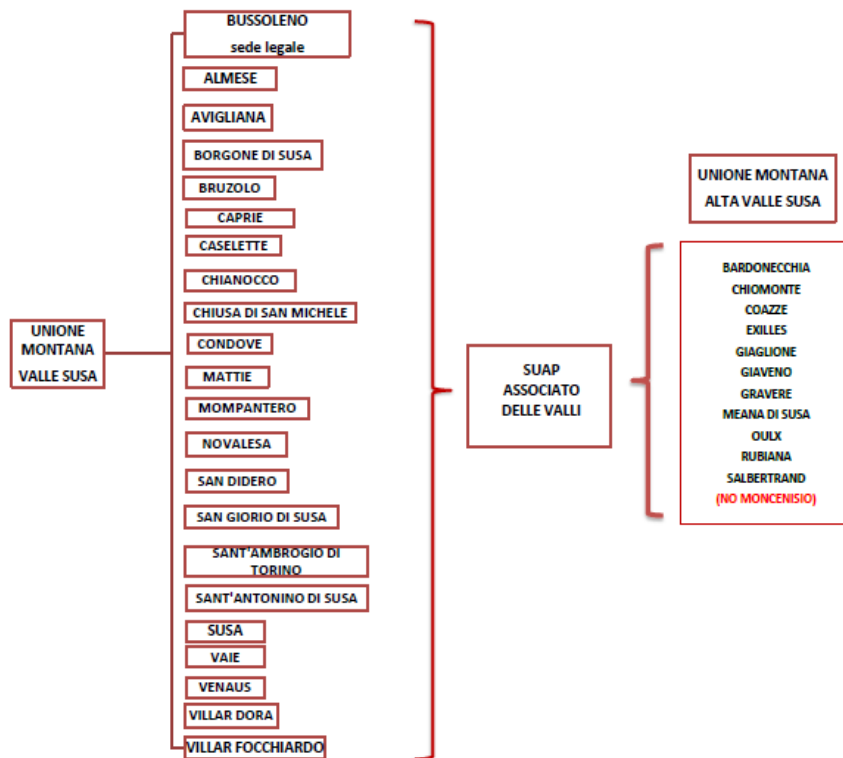 UNIONE
MONTANA
VALLE SUSA
BUSSOLENO
sede legale
ALMESE
AVIGLIANA
BORGONE DI SUSA
BRUZOLO
CAPRIE
CASELETTE
CHIANOCCO
CHIUSA DI SAN MICHELE
CONDOVE
MATTIE
MOMPANTERO
NOVALESA
SAN DIDERO
SAN GIORIO DI SUSA
SANT'AMBROGIO DI
TORINO
SANT'ANTONINO DI SUSA
SUSA
VAIE
VENAUS
VILLAR DORA
VILLAR FOCCHIARDO
SUAP
ASSOCIATO
DELLE VALLI
UNIONE MONTANA
ALTA VALLE SUSA
BARDONECCHIA
CHIOMONTE
COAZZE
EXILLES
GIAGLIONE
GIAVENO
GRAVERE
MEANA DI SUSA
OULX
RUBIANA
SALBERTRAND
(NO MONCENISIO)